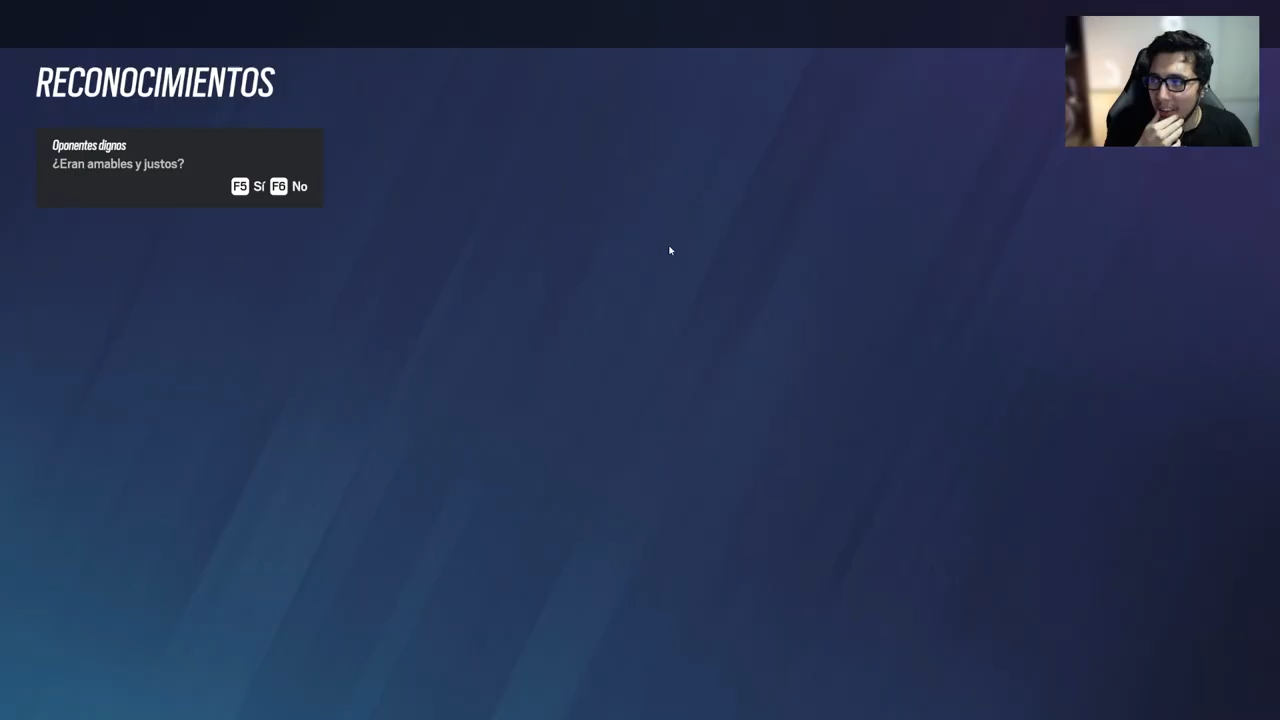 RECONOCIMIENTOS
Oponentes dignos
¿Eran amables y justos?
F5 Sí F6 No